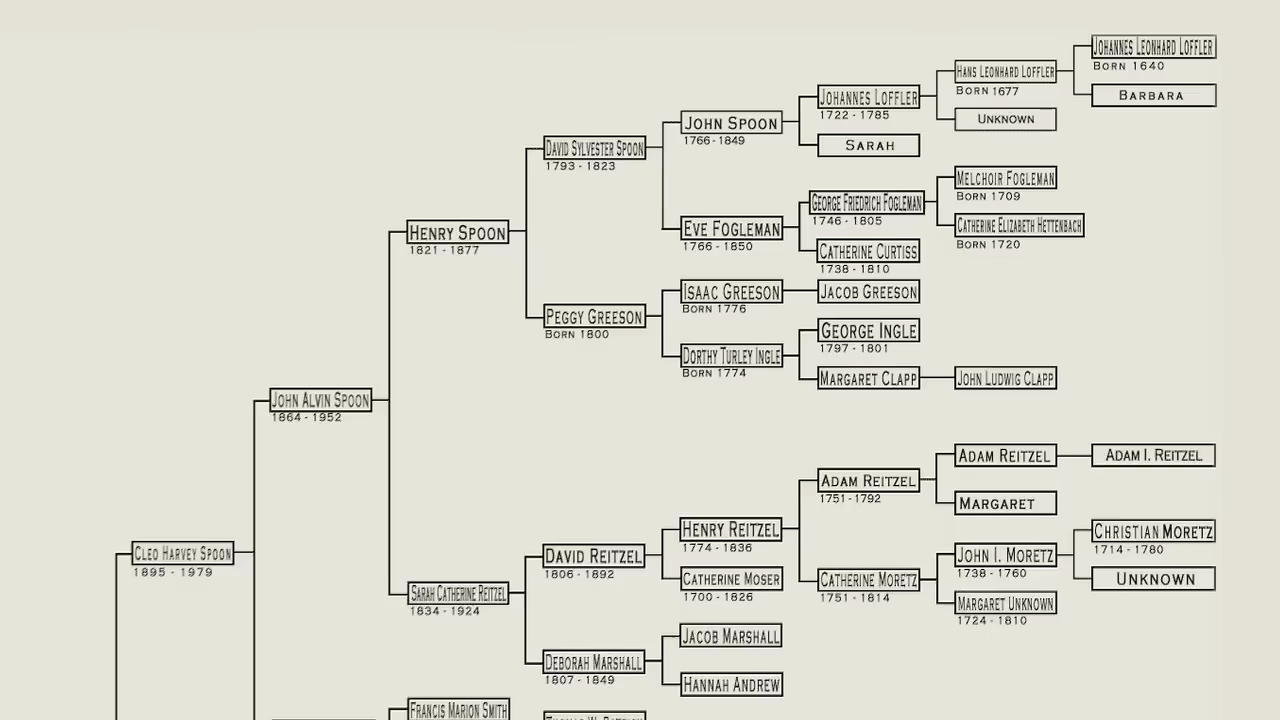 Johannes Leonhard Loffler
Born 1640
Hans Leonhard Loffler
Born 1677
Barbara
Johannes Loffler
1722 - 1785
Unknown
John Spoon
1766 - 1849
Sarah
David Sylvester Spoon
1793 - 1823
Melchoir Fogleman
Born 1709
George Friedrich Fogleman
1746 - 1805
Catherine Elizabeth Hettenbach
Born 1720
Eve Fogleman
1766 - 1850
Henry Spoon
1821 - 1877
Catherine Curtiss
1738 - 1810
Isaac Greeson
Born 1776
Jacob Greeson
Peggy Greeson
Born 1800
George Ingle
1797 - 1801
Dorthy Turley Ingle
Born 1774
Margaret Clapp
John Ludwig Clapp
John Alvin Spoon
1864 - 1952
Adam Reitzel
Adam I. Reitzel
Adam Reitzel
1751 - 1792
Margaret
Henry Reitzel
1774 - 1836
Christian Moretz
1714 - 1780
Cleo Harvey Spoon
1895 - 1979
David Reitzel
1806 - 1892
John I. Moretz
1738 - 1760
Catherine Moser
1700 - 1826
Catherine Moretz
1751 - 1814
Unknown
Sarah Catherine Reitzel
1834 - 1924
Margaret Unknown
1724 - 1810
Jacob Marshall
Deborah Marshall
1807 - 1849
Hannah Andrew
Francis Marion Smith